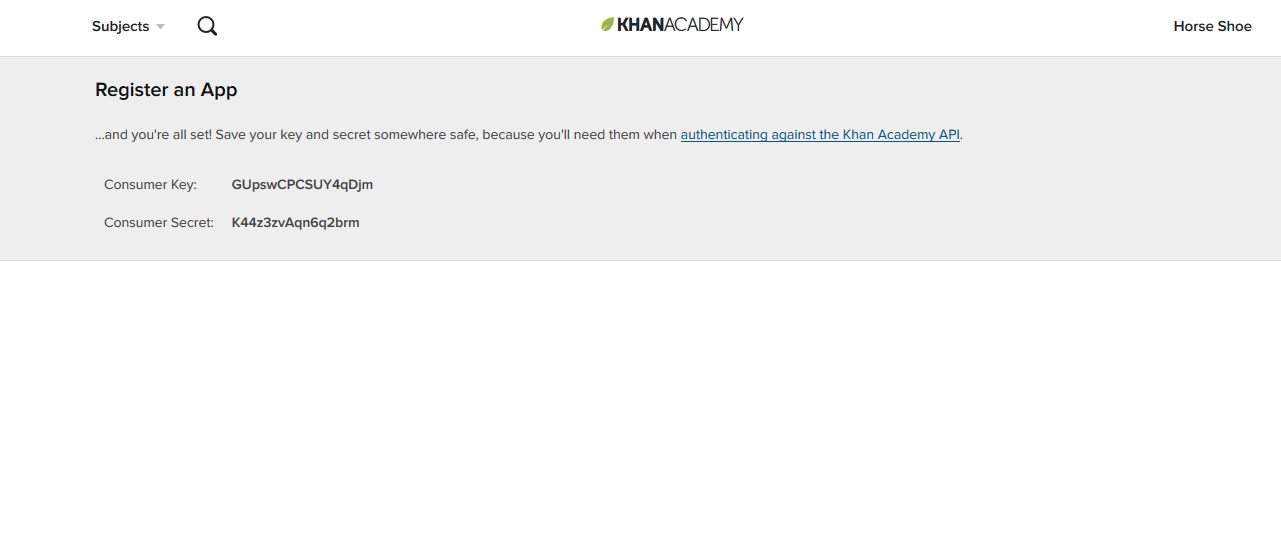 Subjects
KHANACADEMY
Horse Shoe
Register an App
...and you're all set! Save your key and secret somewhere safe, because you'll need them when authenticating against the Khan Academy API.
Consumer Key: GUpswCPCSUY4qDjm
Consumer Secret: K44z3zvAqn6q2brm